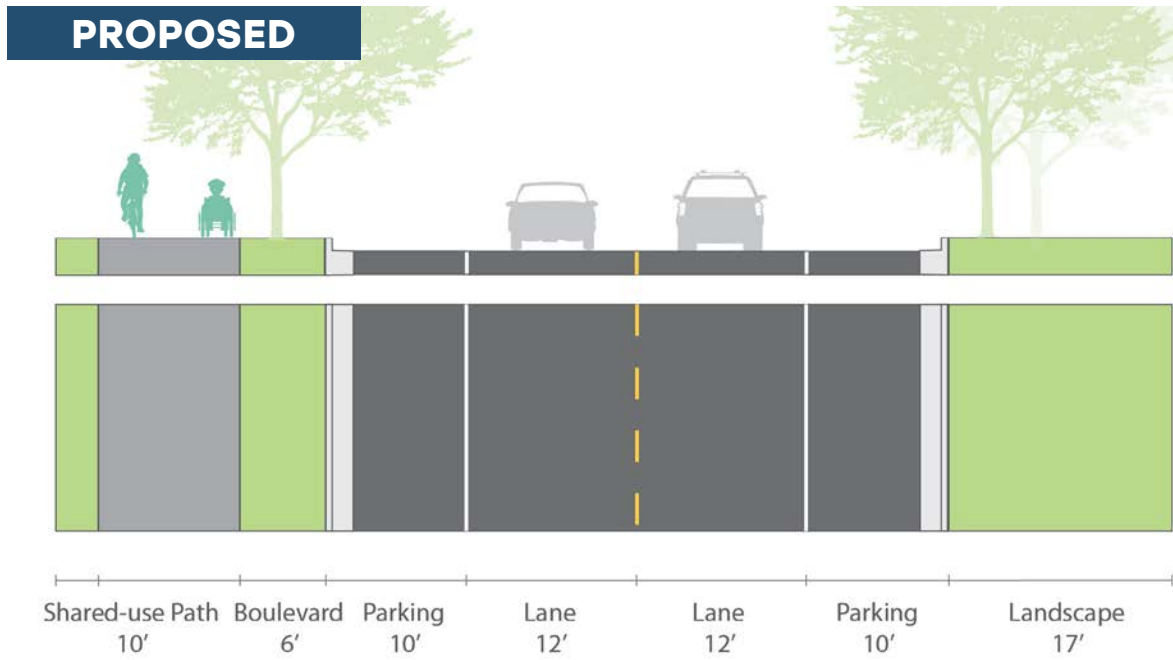 PROPOSED
Shared-use Path Boulevard Parking Lane Lane Parking Landscape
10’ 6’ 10’ 12’ 12’ 10’ 17’